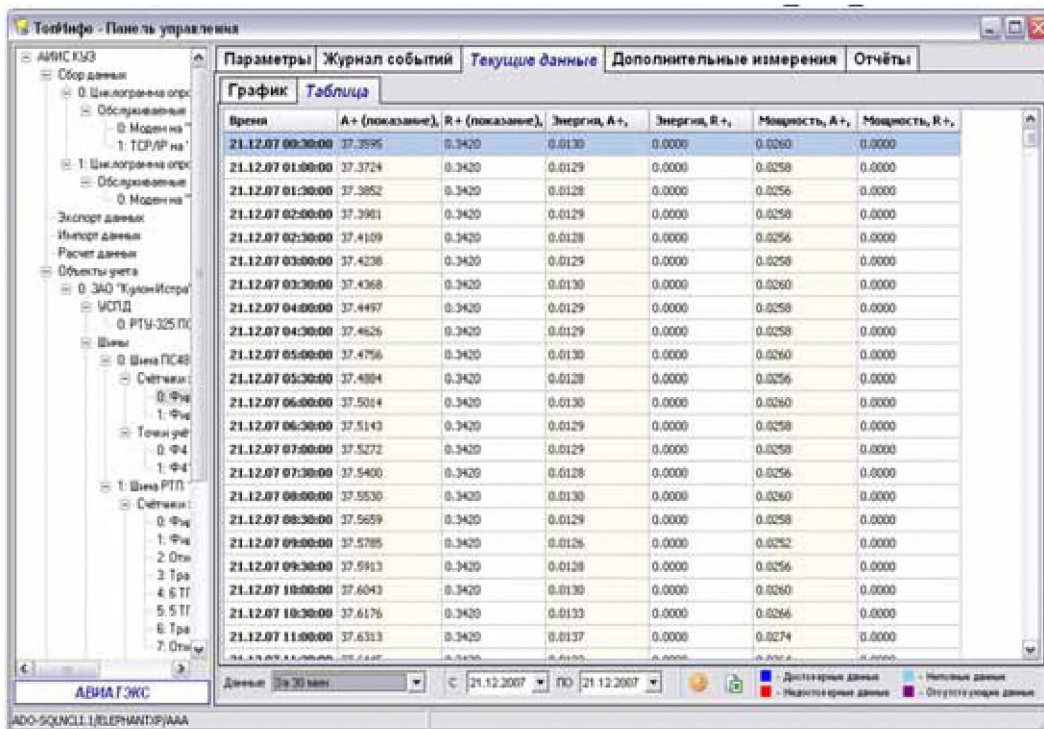 ТопИнфо - Панель управления
АИИС КУЭ
Сбор данных
0: Циклограмма опрс
Обслуживаемые
0: Модем на "
1: TCP/IP на "
1: Циклограмма опрс
Обслуживаемые
0: Модем на "
Экспорт данных
Импорт данных
Расчет данных
Объекты учета
0: ЗАО "КулонИстра"
УСПД
0: РТУ-325 ПС
Шины
0: Шина ПС48
Счётчики
0: Фи
1: Фи
Точки учё
0: Ф4
1: Ф4
1: Шина РТП
Счётчики
0: Фи
1: Фи
2: Отх
3: Тра
4: 6 ТГ
5: 5 ТГ
6: Тра
7: Отх
АВИАТЭКС
Параметры Журнал событий Текущие данные Дополнительные измерения Отчёты
График Таблица
Время A+ (показание), R+ (показание), Энергия, A+, Энергия, R+, Мощность, A+, Мощность, R+,
21.12.07 00:30:00 37.3595 0.3420 0.0130 0.0000 0.0260 0.0000
21.12.07 01:00:00 37.3724 0.3420 0.0129 0.0000 0.0258 0.0000
21.12.07 01:30:00 37.3852 0.3420 0.0128 0.0000 0.0256 0.0000
21.12.07 02:00:00 37.3981 0.3420 0.0129 0.0000 0.0258 0.0000
21.12.07 02:30:00 37.4109 0.3420 0.0128 0.0000 0.0256 0.0000
21.12.07 03:00:00 37.4238 0.3420 0.0129 0.0000 0.0258 0.0000
21.12.07 03:30:00 37.4368 0.3420 0.0130 0.0000 0.0260 0.0000
21.12.07 04:00:00 37.4497 0.3420 0.0129 0.0000 0.0258 0.0000
21.12.07 04:30:00 37.4626 0.3420 0.0129 0.0000 0.0258 0.0000
21.12.07 05:00:00 37.4756 0.3420 0.0130 0.0000 0.0260 0.0000
21.12.07 05:30:00 37.4884 0.3420 0.0128 0.0000 0.0256 0.0000
21.12.07 06:00:00 37.5014 0.3420 0.0130 0.0000 0.0260 0.0000
21.12.07 06:30:00 37.5143 0.3420 0.0129 0.0000 0.0258 0.0000
21.12.07 07:00:00 37.5272 0.3420 0.0129 0.0000 0.0258 0.0000
21.12.07 07:30:00 37.5400 0.3420 0.0128 0.0000 0.0256 0.0000
21.12.07 08:00:00 37.5530 0.3420 0.0130 0.0000 0.0260 0.0000
21.12.07 08:30:00 37.5659 0.3420 0.0129 0.0000 0.0258 0.0000
21.12.07 09:00:00 37.5785 0.3420 0.0126 0.0000 0.0252 0.0000
21.12.07 09:30:00 37.5913 0.3420 0.0128 0.0000 0.0256 0.0000
21.12.07 10:00:00 37.6043 0.3420 0.0130 0.0000 0.0260 0.0000
21.12.07 10:30:00 37.6176 0.3420 0.0133 0.0000 0.0266 0.0000
21.12.07 11:00:00 37.6313 0.3420 0.0137 0.0000 0.0274 0.0000
Данные За 30 мин С 21.12.2007 ПО 21.12.2007
- Достоверные данные - Неполные данные
- Недостоверные данные - Отсутствующие данные
ADO-SQLNCLI.1/ELEPHANTXP/AAA